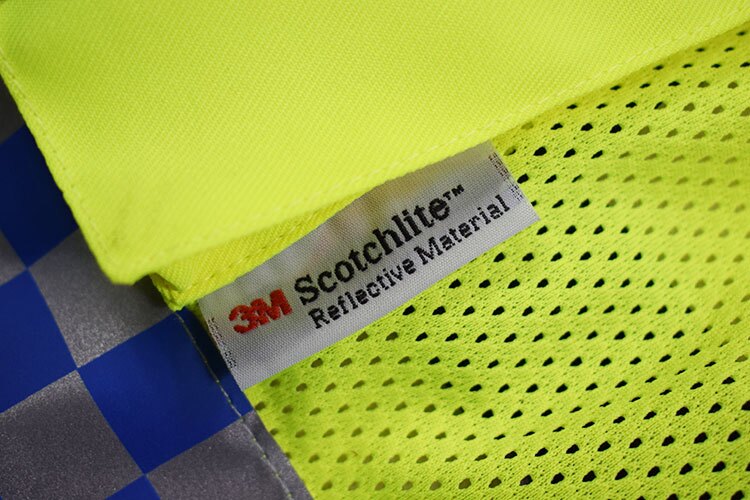 3M Scotchlite™
Reflective Material